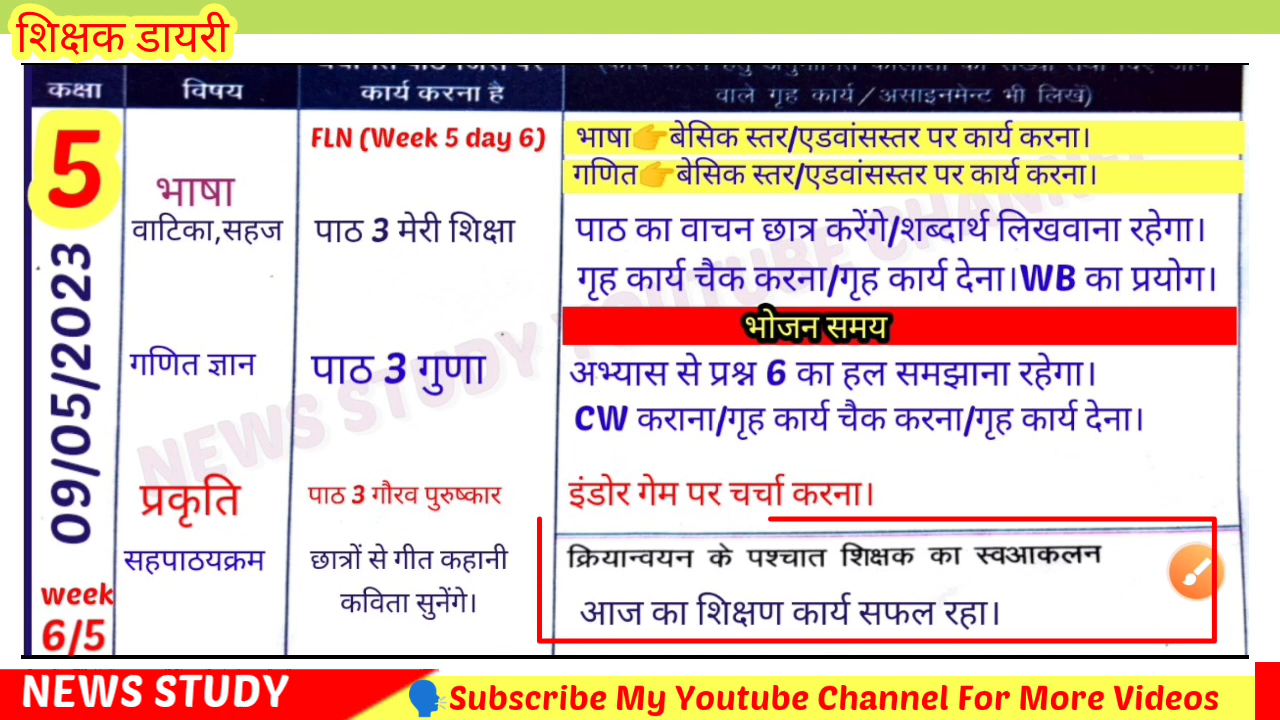 शिक्षक डायरी
कक्षा
विषय
कार्य करना है
वाले गृह कार्य/असाइनमेन्ट भी लिखें)
5
09/05/2023
week
6/5
FLN (Week 5 day 6)
भाषा👉बेसिक स्तर/एडवांसस्तर पर कार्य करना।
गणित👉बेसिक स्तर/एडवांसस्तर पर कार्य करना।
भाषा
वाटिका,सहज
पाठ 3 मेरी शिक्षा
पाठ का वाचन छात्र करेंगे/शब्दार्थ लिखवाना रहेगा।
गृह कार्य चैक करना/गृह कार्य देना।WB का प्रयोग।
भोजन समय
गणित ज्ञान
पाठ 3 गुणा
अभ्यास से प्रश्न 6 का हल समझाना रहेगा।
CW कराना/गृह कार्य चैक करना/गृह कार्य देना।
प्रकृति
पाठ 3 गौरव पुरुष्कार
इंडोर गेम पर चर्चा करना।
सहपाठयक्रम
छात्रों से गीत कहानी
कविता सुनेंगे।
क्रियान्वयन के पश्चात शिक्षक का स्वआकलन
आज का शिक्षण कार्य सफल रहा।
NEWS STUDY YOUTUBE CHANNEL
NEWS STUDY
🗣Subscribe My Youtube Channel For More Videos